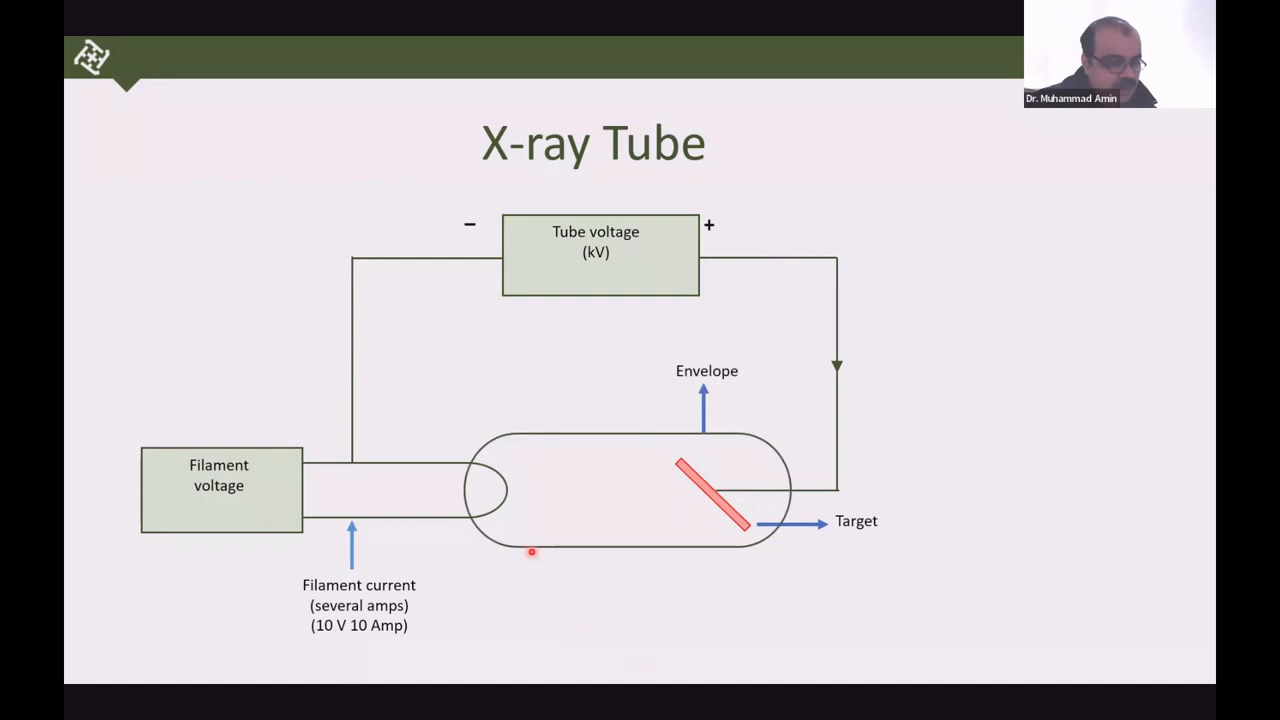 Dr. Muhammad Amin
X-ray Tube
–
+
Tube voltage
(kV)
Envelope
Filament
voltage
Target
Filament current
(several amps)
(10 V 10 Amp)